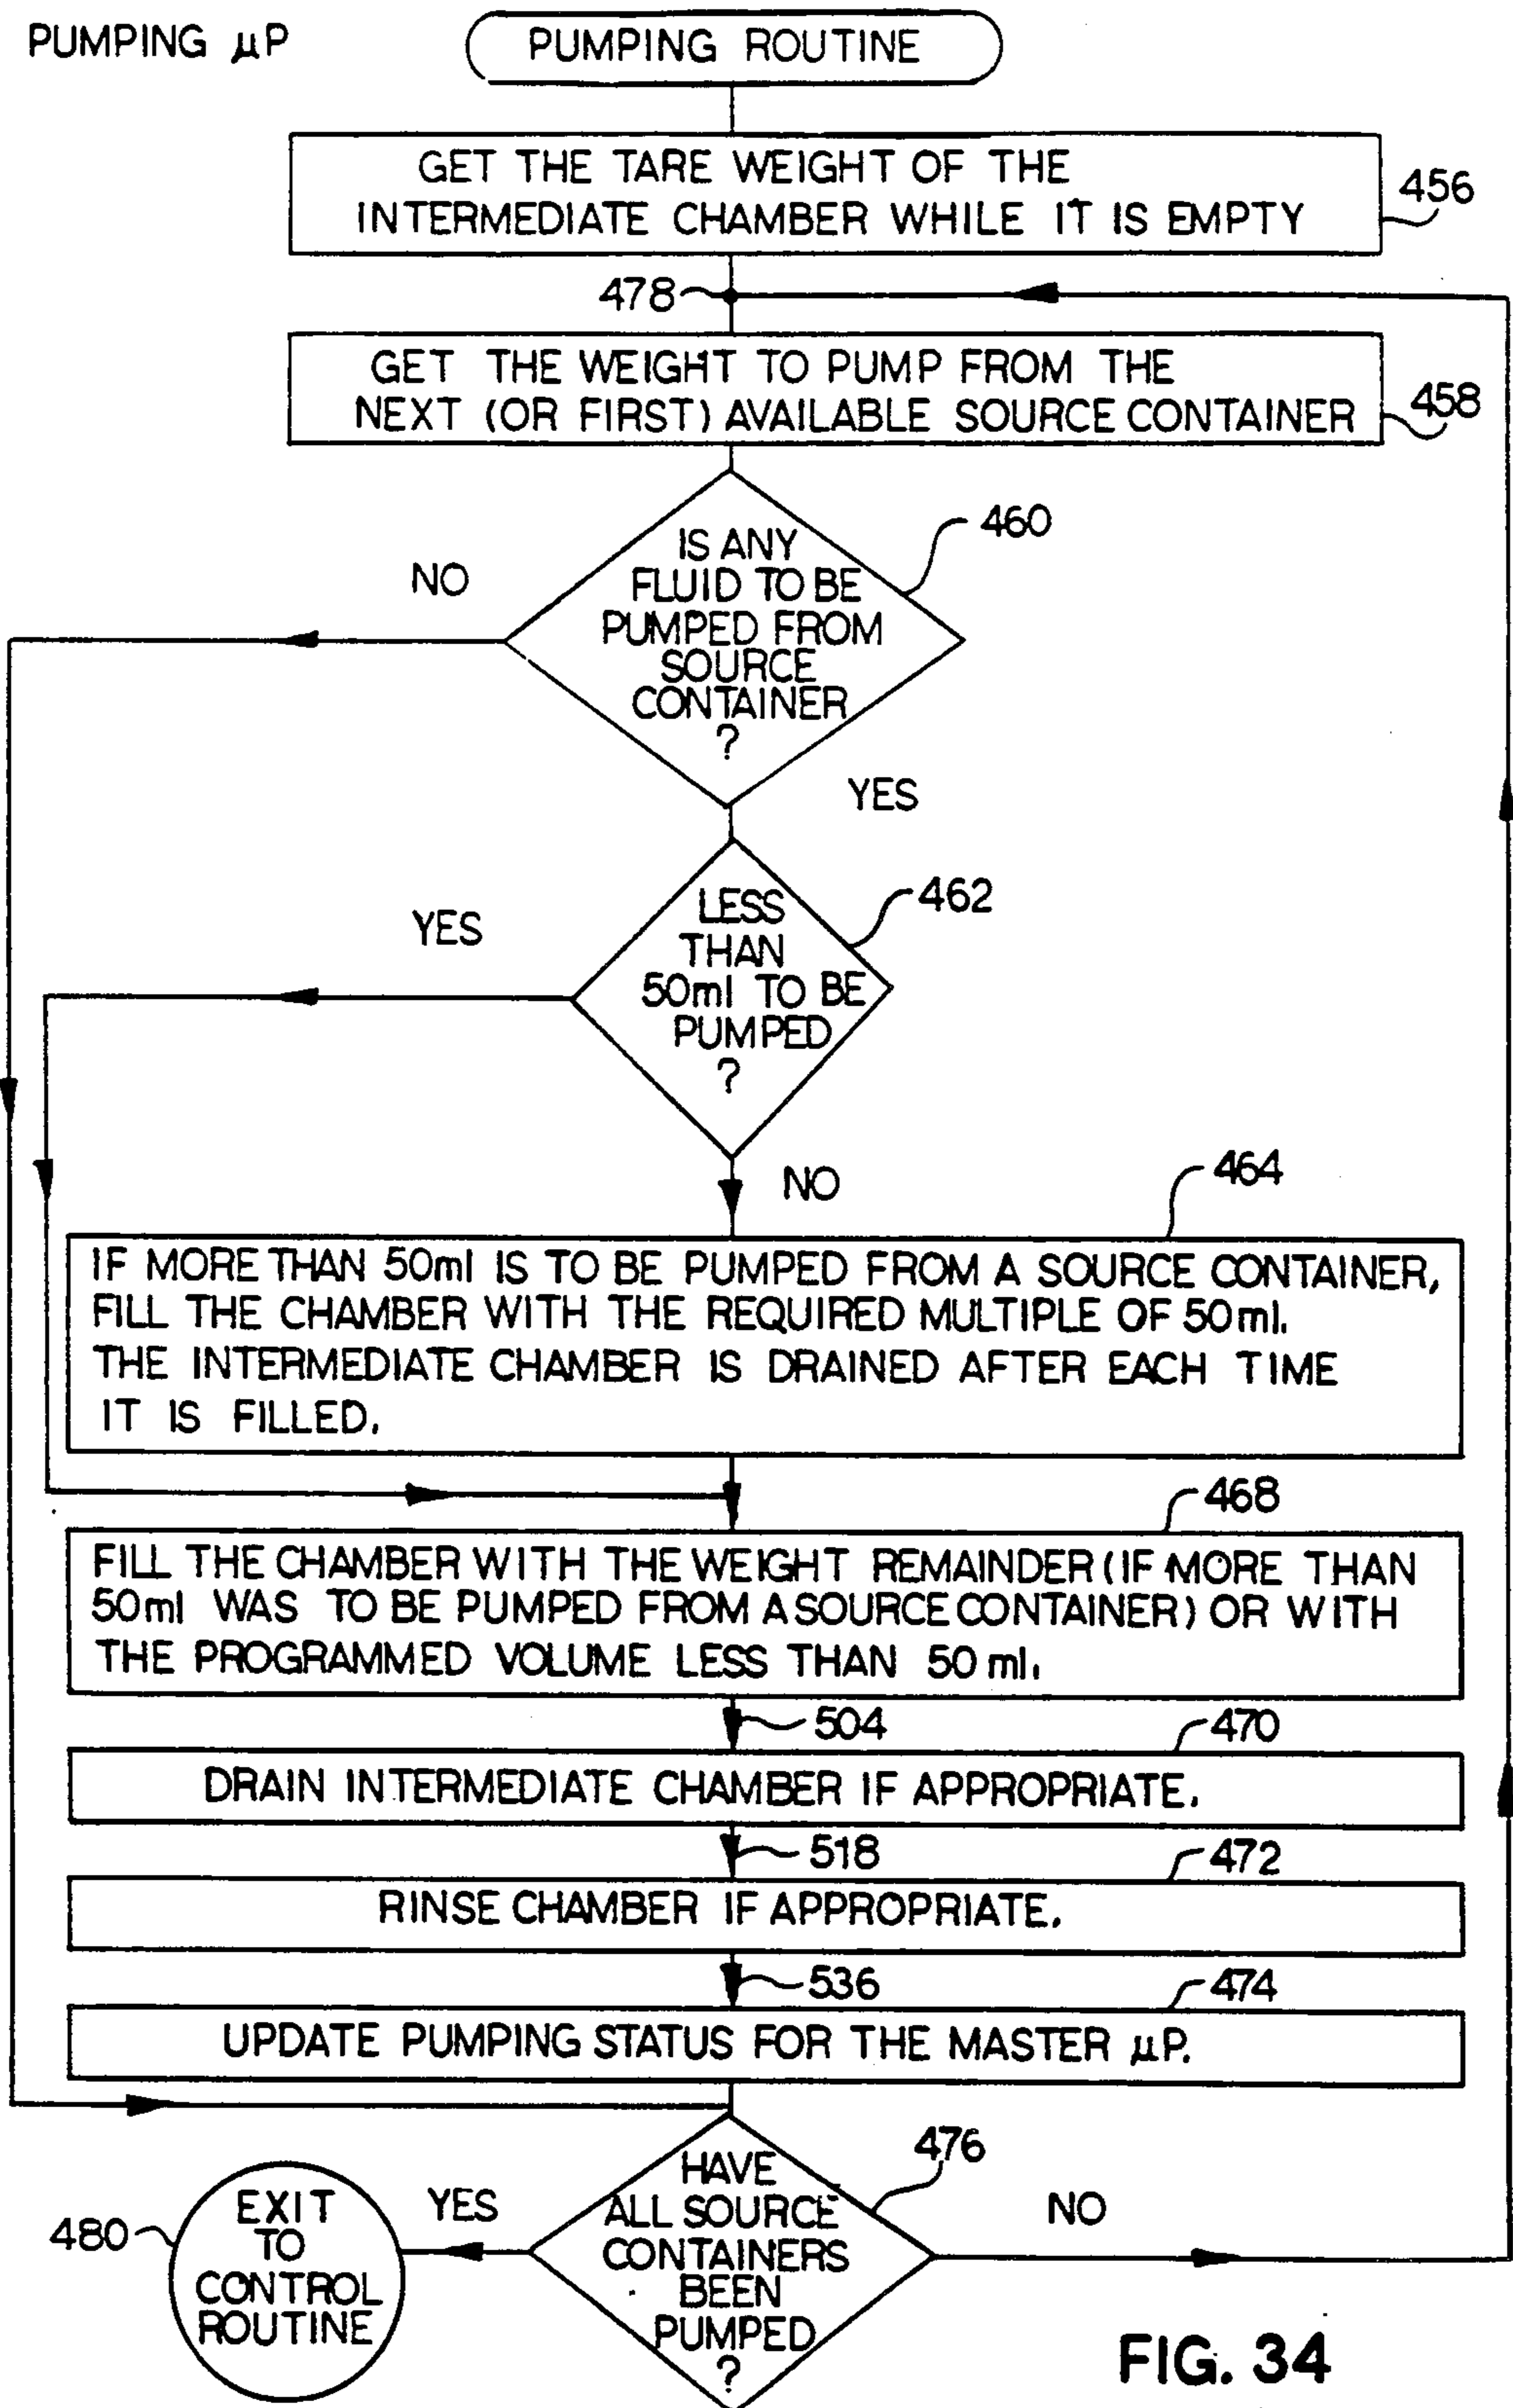 PUMPING µP
PUMPING ROUTINE
GET THE TARE WEIGHT OF THE
INTERMEDIATE CHAMBER WHILE IT IS EMPTY
456
478
GET THE WEIGHT TO PUMP FROM THE
NEXT (OR FIRST) AVAILABLE SOURCE CONTAINER
458
460
IS ANY
FLUID TO BE
PUMPED FROM
SOURCE
CONTAINER
?
NO
YES
462
LESS
THAN
50ml TO BE
PUMPED
?
YES
NO
464
IF MORE THAN 50ml IS TO BE PUMPED FROM A SOURCE CONTAINER,
FILL THE CHAMBER WITH THE REQUIRED MULTIPLE OF 50ml.
THE INTERMEDIATE CHAMBER IS DRAINED AFTER EACH TIME
IT IS FILLED.
468
FILL THE CHAMBER WITH THE WEIGHT REMAINDER (IF MORE THAN
50ml WAS TO BE PUMPED FROM A SOURCE CONTAINER) OR WITH
THE PROGRAMMED VOLUME LESS THAN 50 ml.
504
470
DRAIN INTERMEDIATE CHAMBER IF APPROPRIATE.
518
472
RINSE CHAMBER IF APPROPRIATE.
536
474
UPDATE PUMPING STATUS FOR THE MASTER µP.
476
HAVE
ALL SOURCE
CONTAINERS
BEEN
PUMPED
?
YES
NO
480
EXIT
TO
CONTROL
ROUTINE
FIG. 34